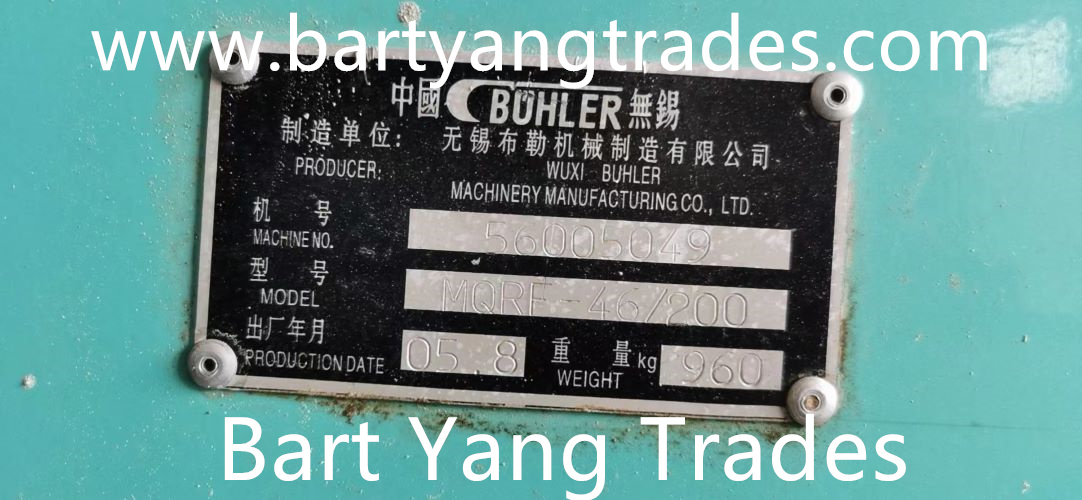 www.bartyangtrades.com
中國 BUHLER 無錫
制造单位: 无锡布勒机械制造有限公司
PRODUCER: WUXI BUHLER
MACHINERY MANUFACTURING CO., LTD.
机 号
MACHINE NO. 56005049
型 号
MODEL MQRF-46/200
出厂年月
PRODUCTION DATE 05.8
重 量 kg
WEIGHT 960
Bart Yang Trades